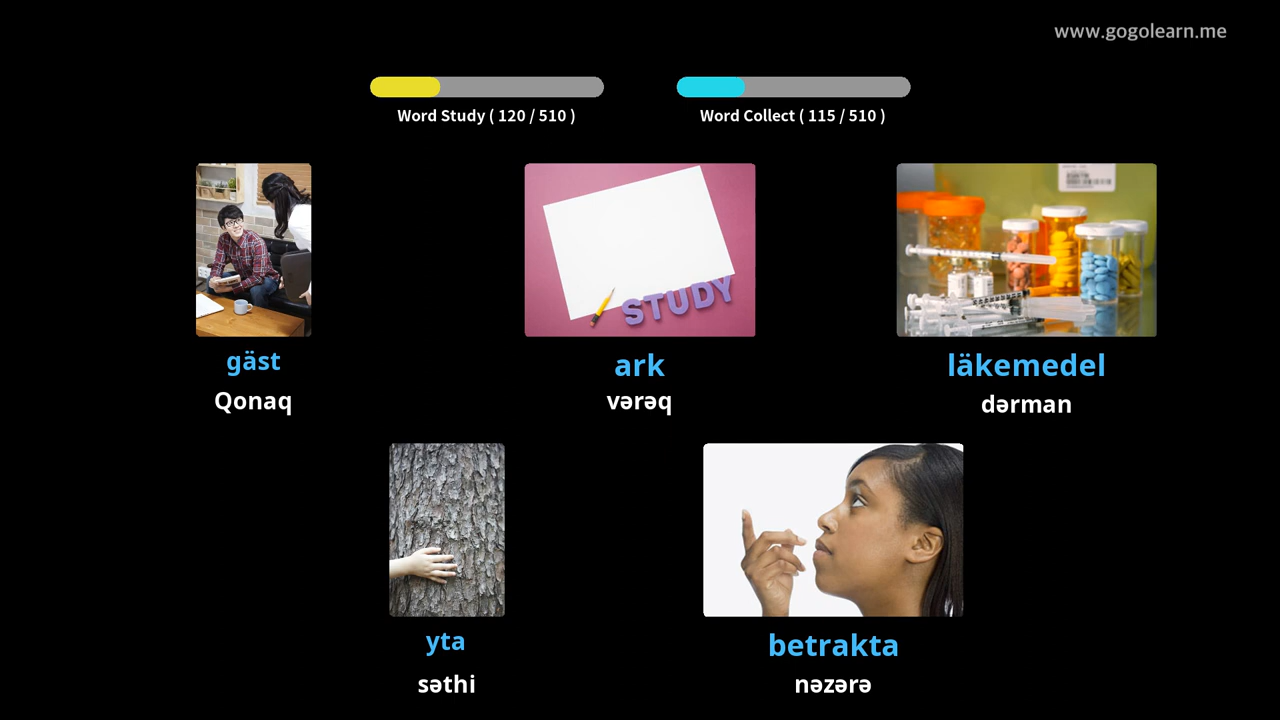 www.gogolearn.me
Word Study ( 120 / 510 )
Word Collect ( 115 / 510 )
STUDY
gäst
Qonaq
ark
vərəq
läkemedel
dərman
yta
səthi
betrakta
nəzərə